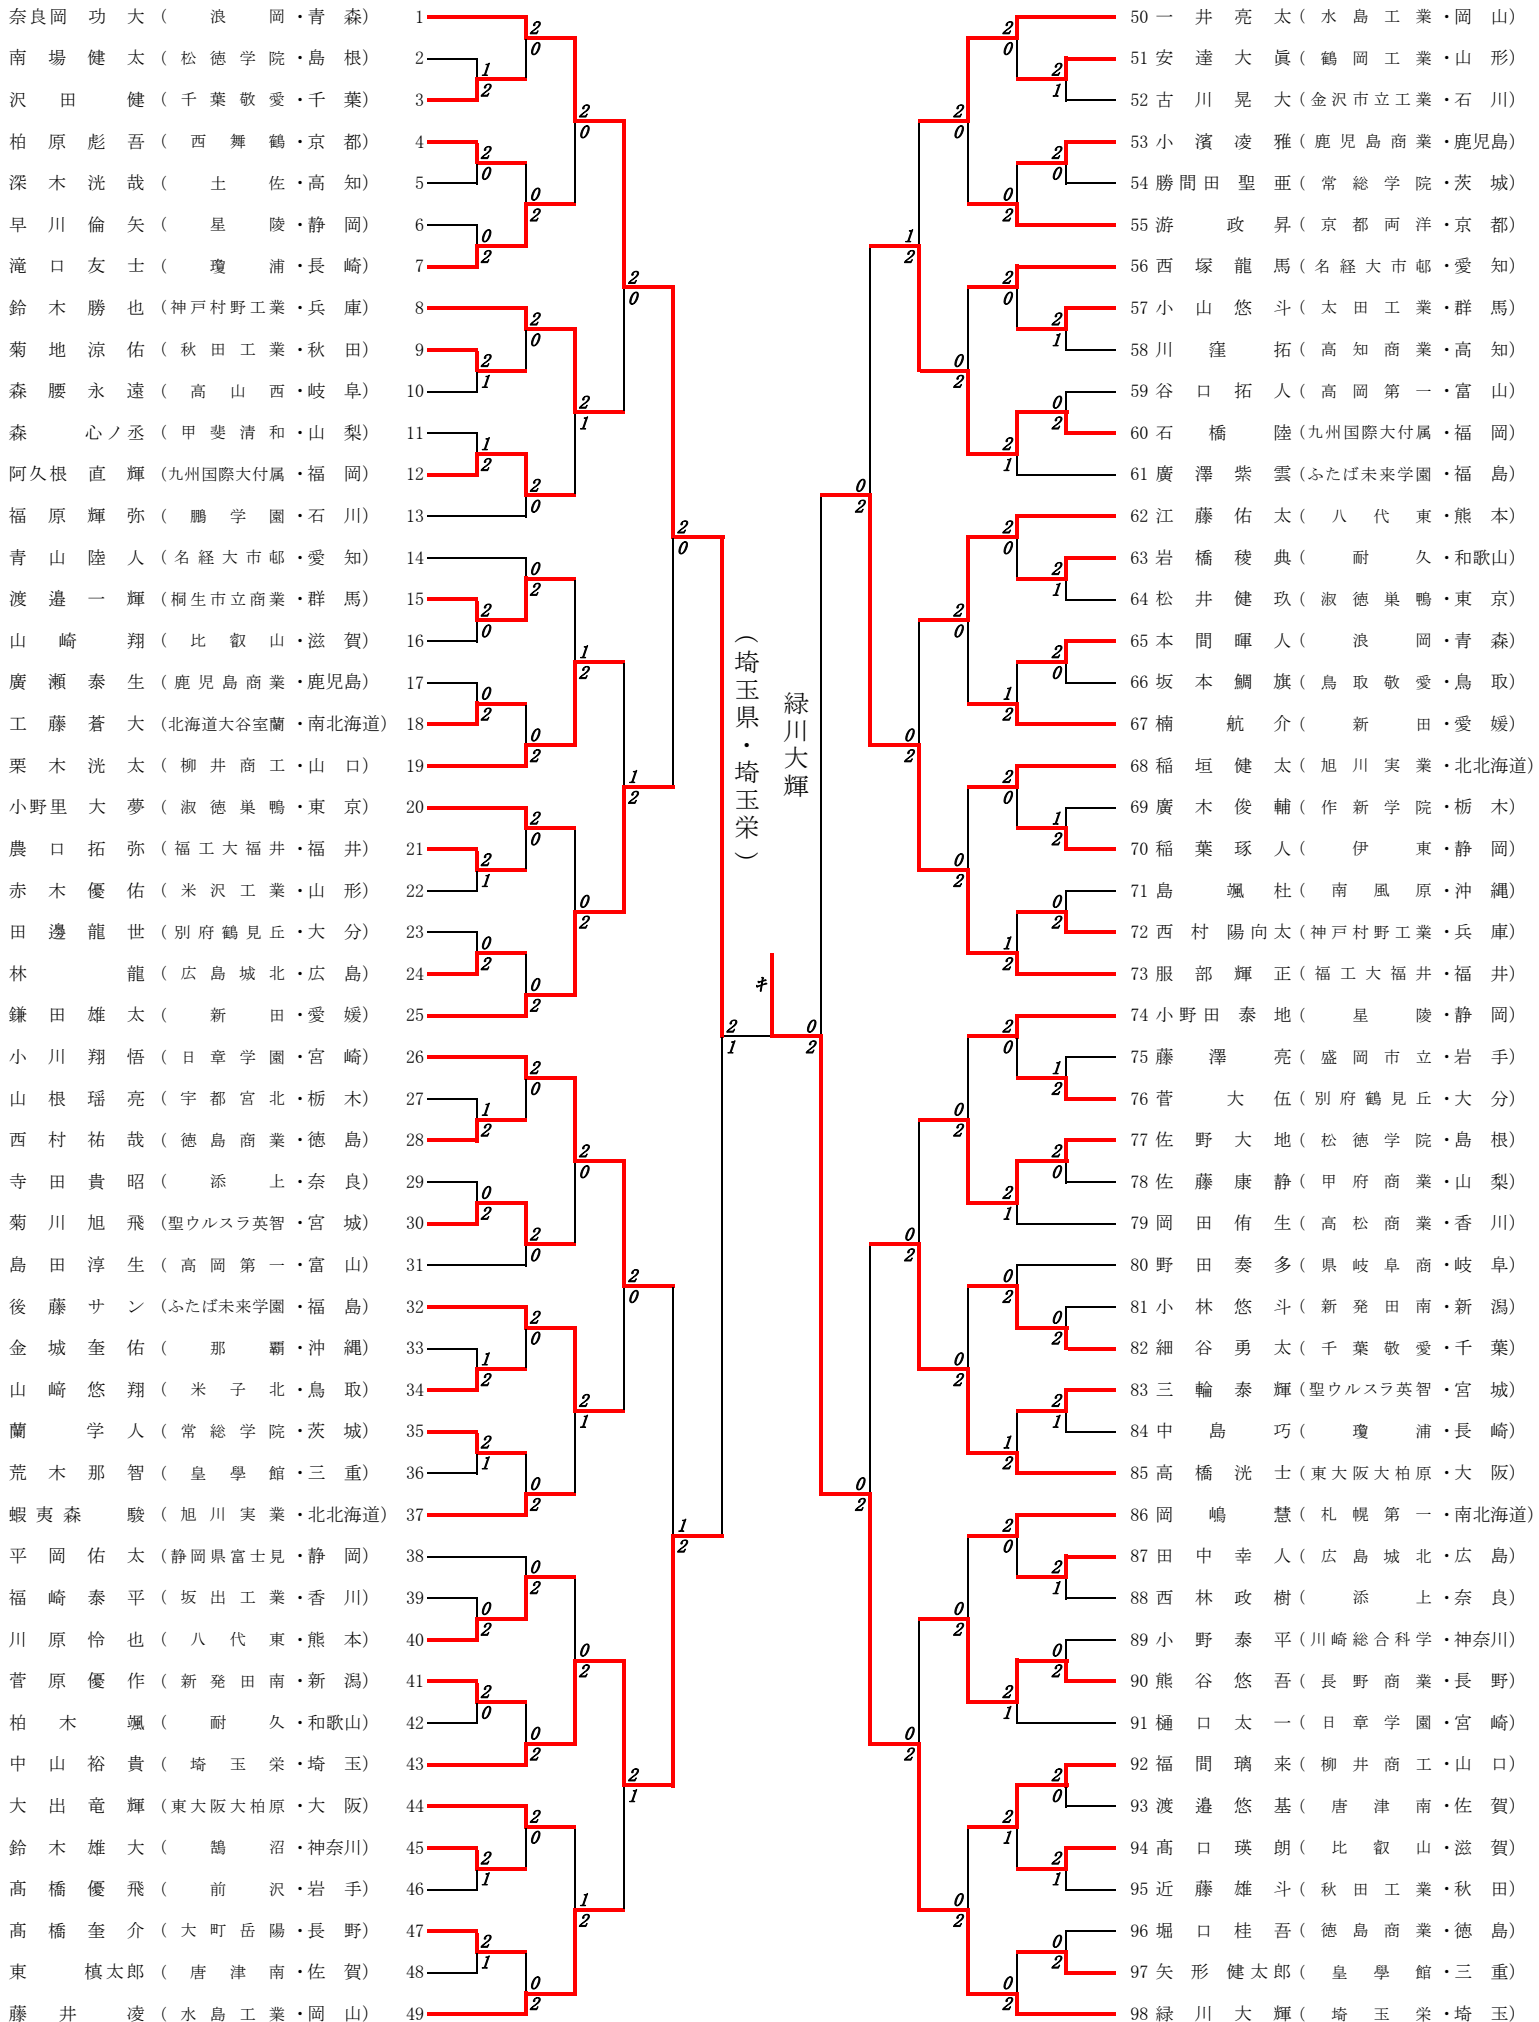 奈良岡 功大 ( 浪岡・青森) 1
南場健太 ( 松徳学院・島根) 2
沢田 健 ( 千葉敬愛・千葉) 3
柏原彪吾 ( 西舞鶴・京都) 4
深木洸哉 ( 土佐・高知) 5
早川倫矢 ( 星陵・静岡) 6
滝口友士 ( 瓊浦・長崎) 7
鈴木勝也 (神戸村野工業・兵庫) 8
菊地涼佑 ( 秋田工業・秋田) 9
森腰永遠 ( 高山西・岐阜) 10
森 心ノ丞 ( 甲斐清和・山梨) 11
阿久根 直輝 (九州国際大付属・福岡) 12
福原輝弥 ( 鵬学園・石川) 13
青山陸人 ( 名経大市邨・愛知) 14
渡邉一輝 (桐生市立商業・群馬) 15
山崎 翔 ( 比叡山・滋賀) 16
廣瀬泰生 ( 鹿児島商業・鹿児島) 17
工藤蒼大 (北海道大谷室蘭・南北海道) 18
栗木洸太 ( 柳井商工・山口) 19
小野里 大夢 ( 淑徳巣鴨・東京) 20
農口拓弥 ( 福工大福井・福井) 21
赤木優佑 ( 米沢工業・山形) 22
田邊龍世 ( 別府鶴見丘・大分) 23
林 龍 ( 広島城北・広島) 24
鎌田雄太 ( 新田・愛媛) 25
小川翔悟 ( 日章学園・宮崎) 26
山根瑶亮 ( 宇都宮北・栃木) 27
西村祐哉 ( 徳島商業・徳島) 28
寺田貴昭 ( 添上・奈良) 29
菊川旭飛 (聖ウルスラ英智・宮城) 30
島田淳生 ( 高岡第一・富山) 31
後藤サン (ふたば未来学園・福島) 32
金城奎佑 ( 那覇・沖縄) 33
山﨑悠翔 ( 米子北・鳥取) 34
蘭 学人 ( 常総学院・茨城) 35
荒木那智 ( 皇學館・三重) 36
蝦夷森 駿 ( 旭川実業・北北海道) 37
平岡佑太 (静岡県富士見・静岡) 38
福崎泰平 ( 坂出工業・香川) 39
川原怜也 ( 八代東・熊本) 40
菅原優作 ( 新発田南・新潟) 41
柏木 颯 ( 耐久・和歌山) 42
中山裕貴 ( 埼玉栄・埼玉) 43
大出竜輝 (東大阪大柏原・大阪) 44
鈴木雄大 ( 鵠沼・神奈川) 45
髙橋優飛 ( 前沢・岩手) 46
髙橋奎介 ( 大町岳陽・長野) 47
東 槙太郎 ( 唐津南・佐賀) 48
藤井 凌 ( 水島工業・岡山) 49
(埼玉県・埼玉栄)
緑川大輝
50 一井亮太 ( 水島工業・岡山)
51 安達大眞 ( 鶴岡工業・山形)
52 古川晃大 (金沢市立工業・石川)
53 小濱凌雅 ( 鹿児島商業・鹿児島)
54 勝間田 聖亜 ( 常総学院・茨城)
55 游 政昇 ( 京都両洋・京都)
56 西塚龍馬 ( 名経大市邨・愛知)
57 小山悠斗 ( 太田工業・群馬)
58 川窪 拓 ( 高知商業・高知)
59 谷口拓人 ( 高岡第一・富山)
60 石橋 陸 (九州国際大付属・福岡)
61 廣澤紫雲 (ふたば未来学園・福島)
62 江藤佑太 ( 八代東・熊本)
63 岩橋稜典 ( 耐久・和歌山)
64 松井健玖 ( 淑徳巣鴨・東京)
65 本間暉人 ( 浪岡・青森)
66 坂本鯛旗 ( 鳥取敬愛・鳥取)
67 楠 航介 ( 新田・愛媛)
68 稲垣健太 ( 旭川実業・北北海道)
69 廣木俊輔 ( 作新学院・栃木)
70 稲葉琢人 ( 伊東・静岡)
71 島 颯杜 ( 南風原・沖縄)
72 西村 陽向太 (神戸村野工業・兵庫)
73 服部輝正 ( 福工大福井・福井)
74 小野田 泰地 ( 星陵・静岡)
75 藤澤 亮 ( 盛岡市立・岩手)
76 菅 大伍 ( 別府鶴見丘・大分)
77 佐野大地 ( 松徳学院・島根)
78 佐藤康静 ( 甲府商業・山梨)
79 岡田侑生 ( 高松商業・香川)
80 野田奏多 ( 県岐阜商・岐阜)
81 小林悠斗 ( 新発田南・新潟)
82 細谷勇太 ( 千葉敬愛・千葉)
83 三輪泰輝 (聖ウルスラ英智・宮城)
84 中島 巧 ( 瓊浦・長崎)
85 高橋洸士 (東大阪大柏原・大阪)
86 岡嶋 慧 ( 札幌第一・南北海道)
87 田中幸人 ( 広島城北・広島)
88 西林政樹 ( 添上・奈良)
89 小野泰平 (川崎総合科学・神奈川)
90 熊谷悠吾 ( 長野商業・長野)
91 樋口太一 ( 日章学園・宮崎)
92 福間璃来 ( 柳井商工・山口)
93 渡邉悠基 ( 唐津南・佐賀)
94 髙口瑛朗 ( 比叡山・滋賀)
95 近藤雄斗 ( 秋田工業・秋田)
96 堀口桂吾 ( 徳島商業・徳島)
97 矢形 健太郎 ( 皇學館・三重)
98 緑川大輝 ( 埼玉栄・埼玉)